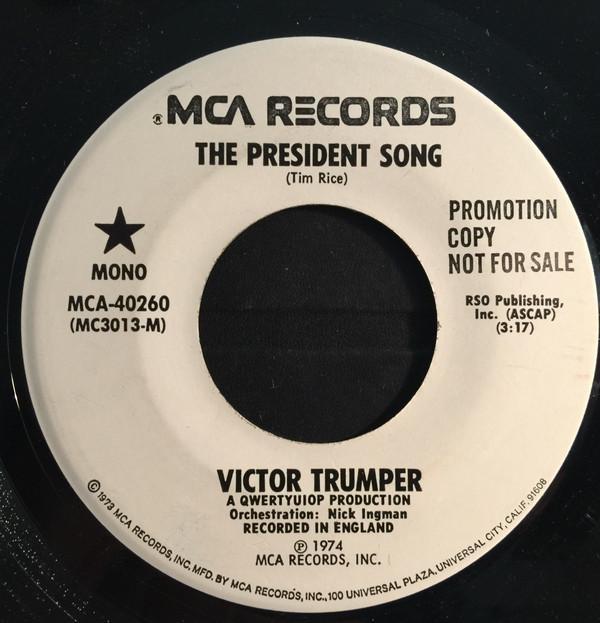 ® MCA RECORDS
THE PRESIDENT SONG
(Tim Rice)
MONO
MCA-40260
(MC3013-M)
PROMOTION
COPY
NOT FOR SALE
RSO Publishing,
Inc. (ASCAP)
(3:17)
VICTOR TRUMPER
A QWERTYUIOP PRODUCTION
Orchestration: Nick Ingman
RECORDED IN ENGLAND
℗ 1974
MCA RECORDS, INC.
© 1973 MCA RECORDS, INC. MFD. BY MCA RECORDS, INC., 100 UNIVERSAL PLAZA, UNIVERSAL CITY, CALIF. 91608